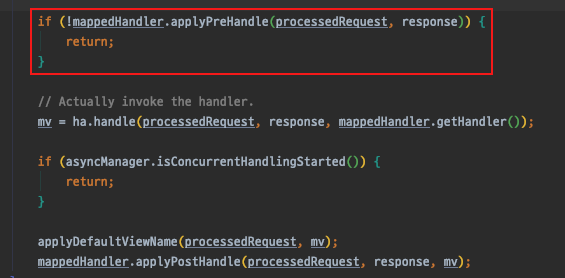 if (!mappedHandler.applyPreHandle(processedRequest, response)) {
return;
}
// Actually invoke the handler.
mv = ha.handle(processedRequest, response, mappedHandler.getHandler());
if (asyncManager.isConcurrentHandlingStarted()) {
return;
}
applyDefaultViewName(processedRequest, mv);
mappedHandler.applyPostHandle(processedRequest, response, mv);